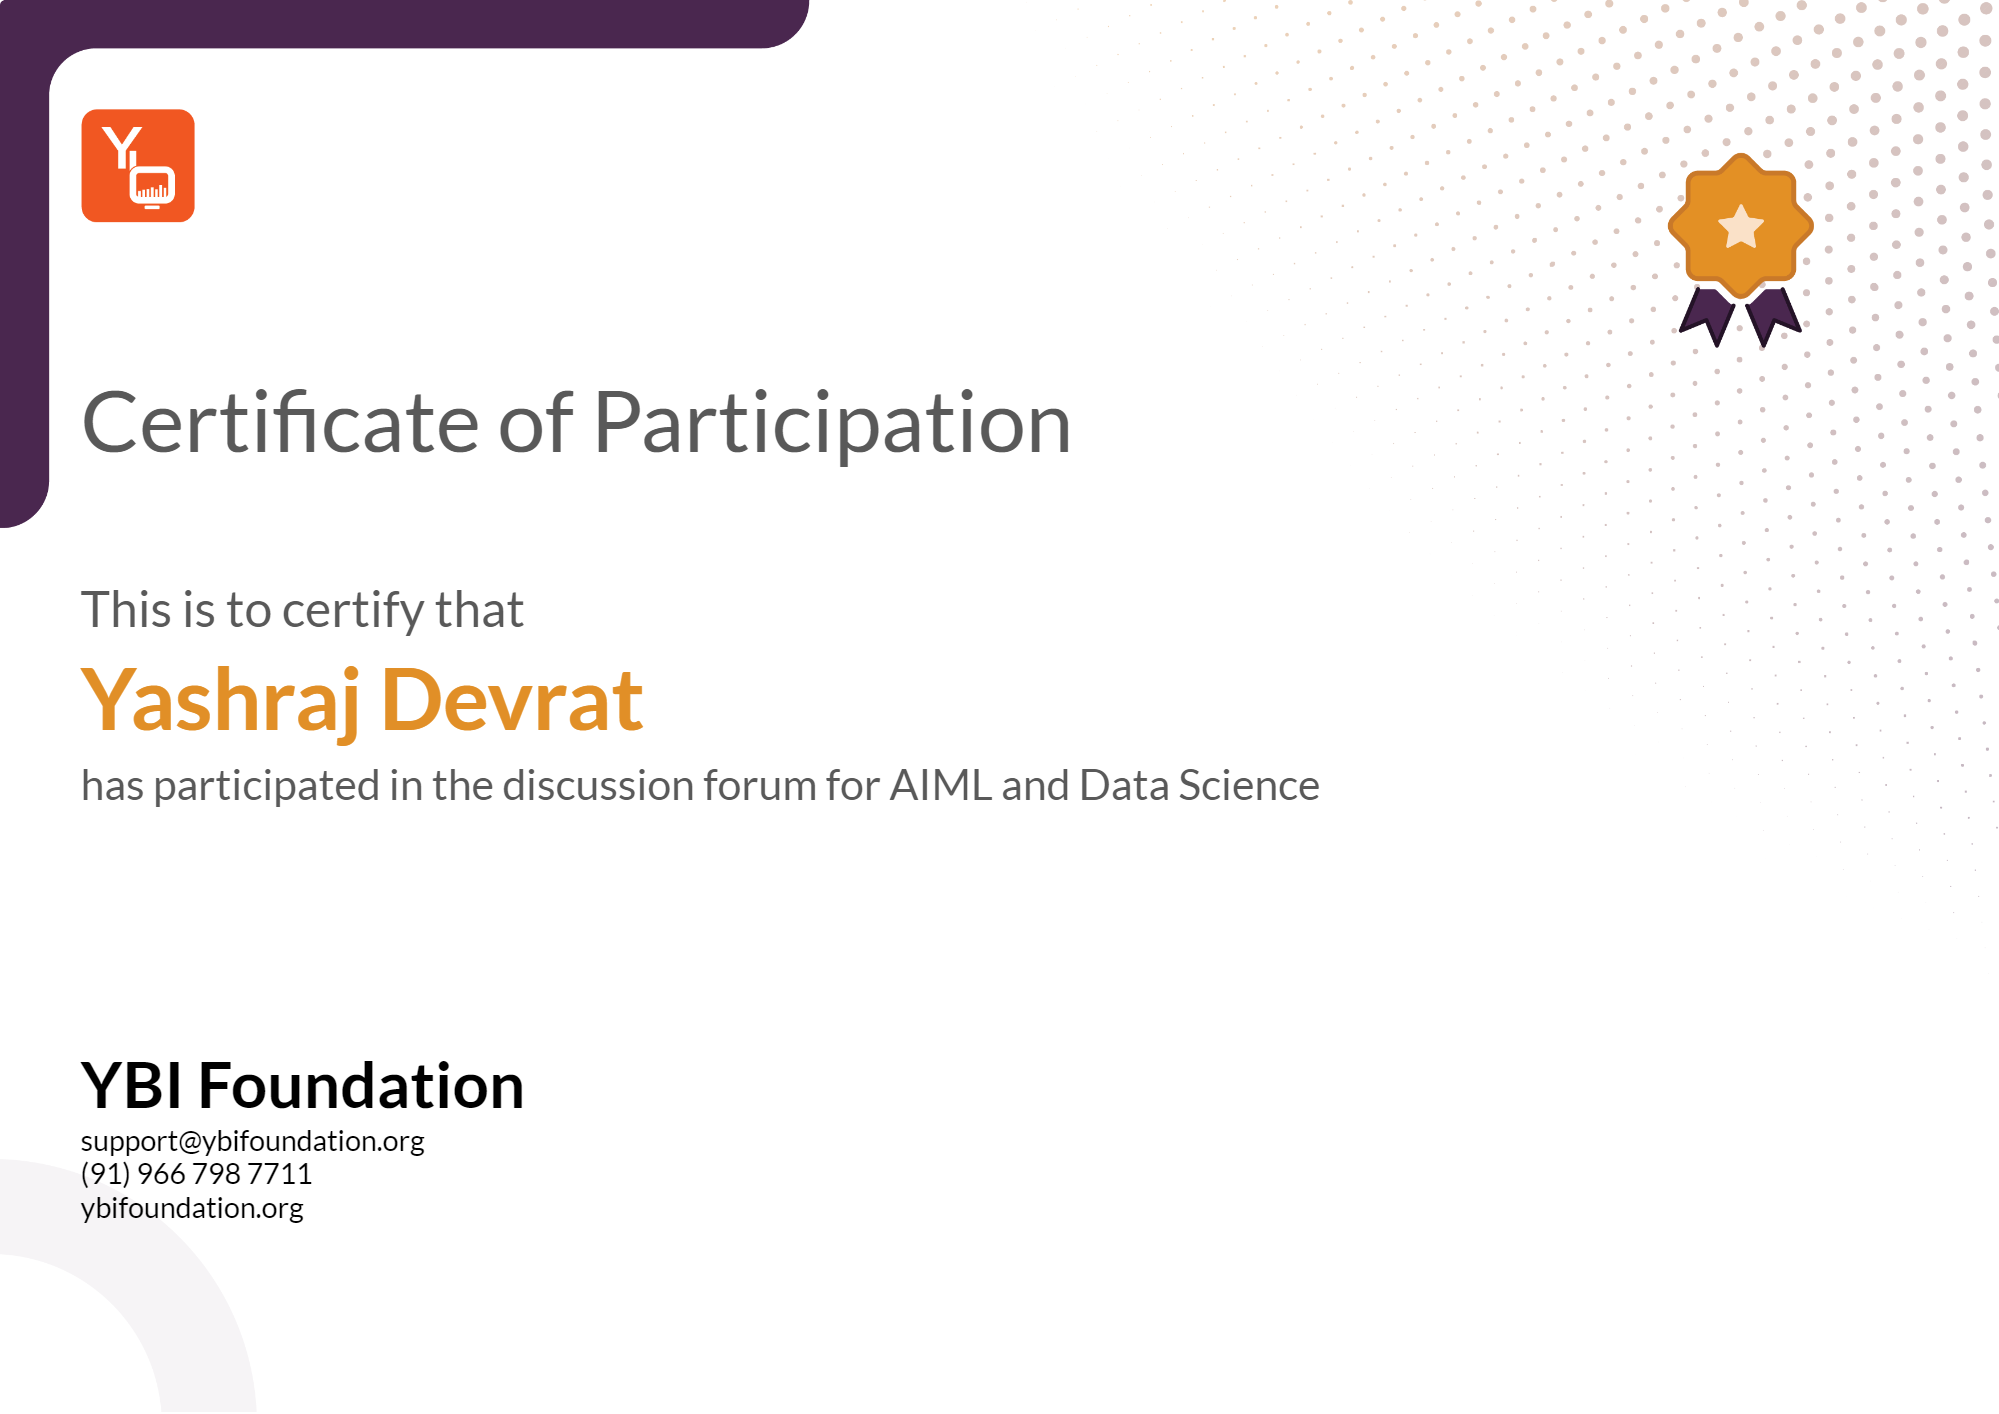 Certificate of Participation
This is to certify that
Yashraj Devrat
has participated in the discussion forum for AIML and Data Science
YBI Foundation
support@ybifoundation.org
(91) 966 798 7711
ybifoundation.org